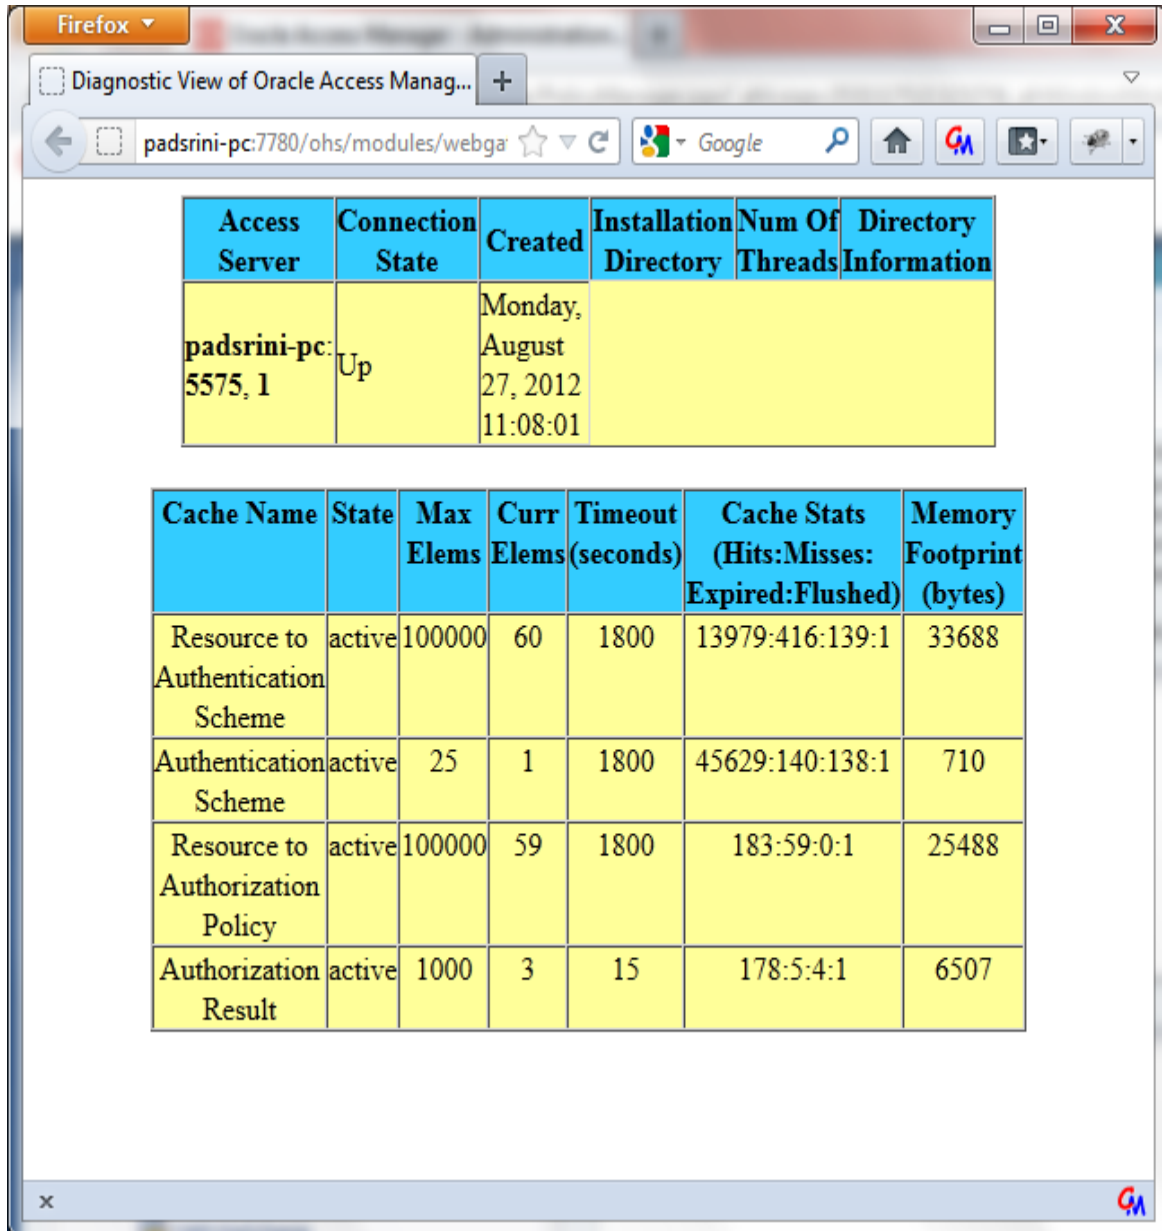 Firefox
Diagnostic View of Oracle Access Manag...
padsrini-pc:7780/ohs/modules/webga
Google
Access Server
Connection State
Created
Installation Directory
Num Of Threads
Directory Information
padsrini-pc: 5575, 1
Up
Monday, August 27, 2012 11:08:01
Cache Name
State
Max Elems
Curr Elems
Timeout (seconds)
Cache Stats (Hits:Misses: Expired:Flushed)
Memory Footprint (bytes)
Resource to Authentication Scheme
active
100000
60
1800
13979:416:139:1
33688
Authentication Scheme
active
25
1
1800
45629:140:138:1
710
Resource to Authorization Policy
active
100000
59
1800
183:59:0:1
25488
Authorization Result
active
1000
3
15
178:5:4:1
6507